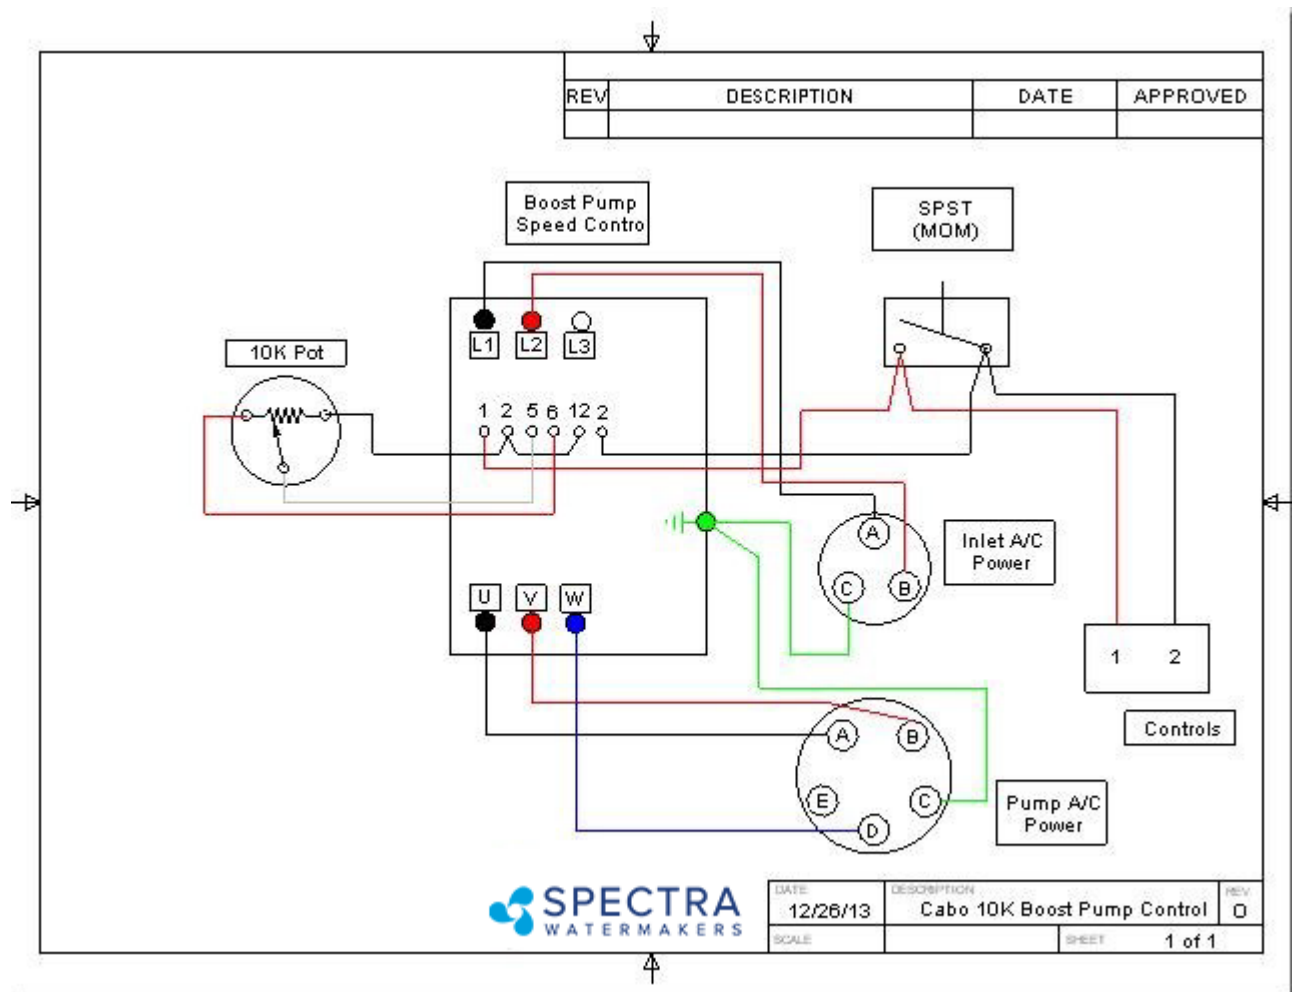 REV DESCRIPTION DATE APPROVED
Boost Pump
Speed Contro
SPST
(MOM)
10K Pot
L1 L2 L3
1 2 5 6 12 2
A
B
C
Inlet A/C
Power
U V W
1 2
Controls
A B
E C
D
Pump A/C
Power
SPECTRA
WATERMAKERS
DATE DESCRIPTION REV
12/26/13 Cabo 10K Boost Pump Control 0
SCALE SHEET 1 of 1